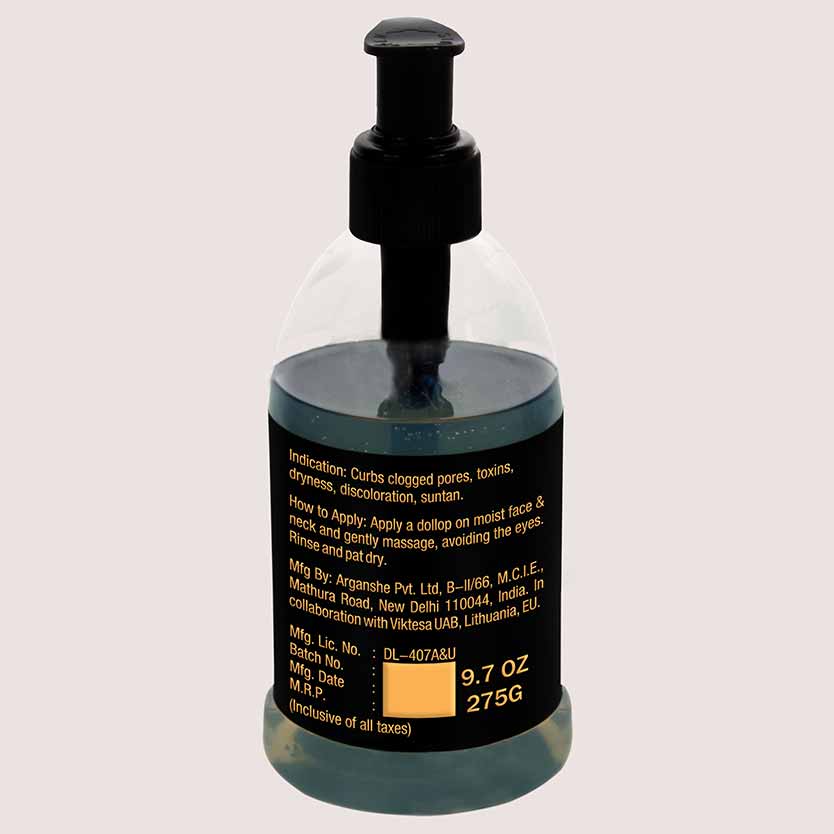 Indication: Curbs clogged pores, toxins,
dryness, discoloration, suntan.
How to Apply: Apply a dollop on moist face &
neck and gently massage, avoiding the eyes.
Rinse and pat dry.
Mfg By: Arganshe Pvt. Ltd, B–II/66, M.C.I.E.,
Mathura Road, New Delhi 110044, India. In
collaboration with Viktesa UAB, Lithuania, EU.
Mfg. Lic. No. : DL–407A&U
Batch No. :
Mfg. Date :
M.R.P. :
(Inclusive of all taxes)
9.7 OZ
275G